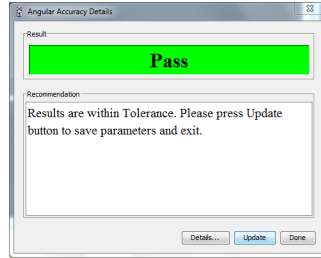 Angular Accuracy Details
Result
Pass
Recommendation
Results are within Tolerance. Please press Update
button to save parameters and exit.
Details... Update Done